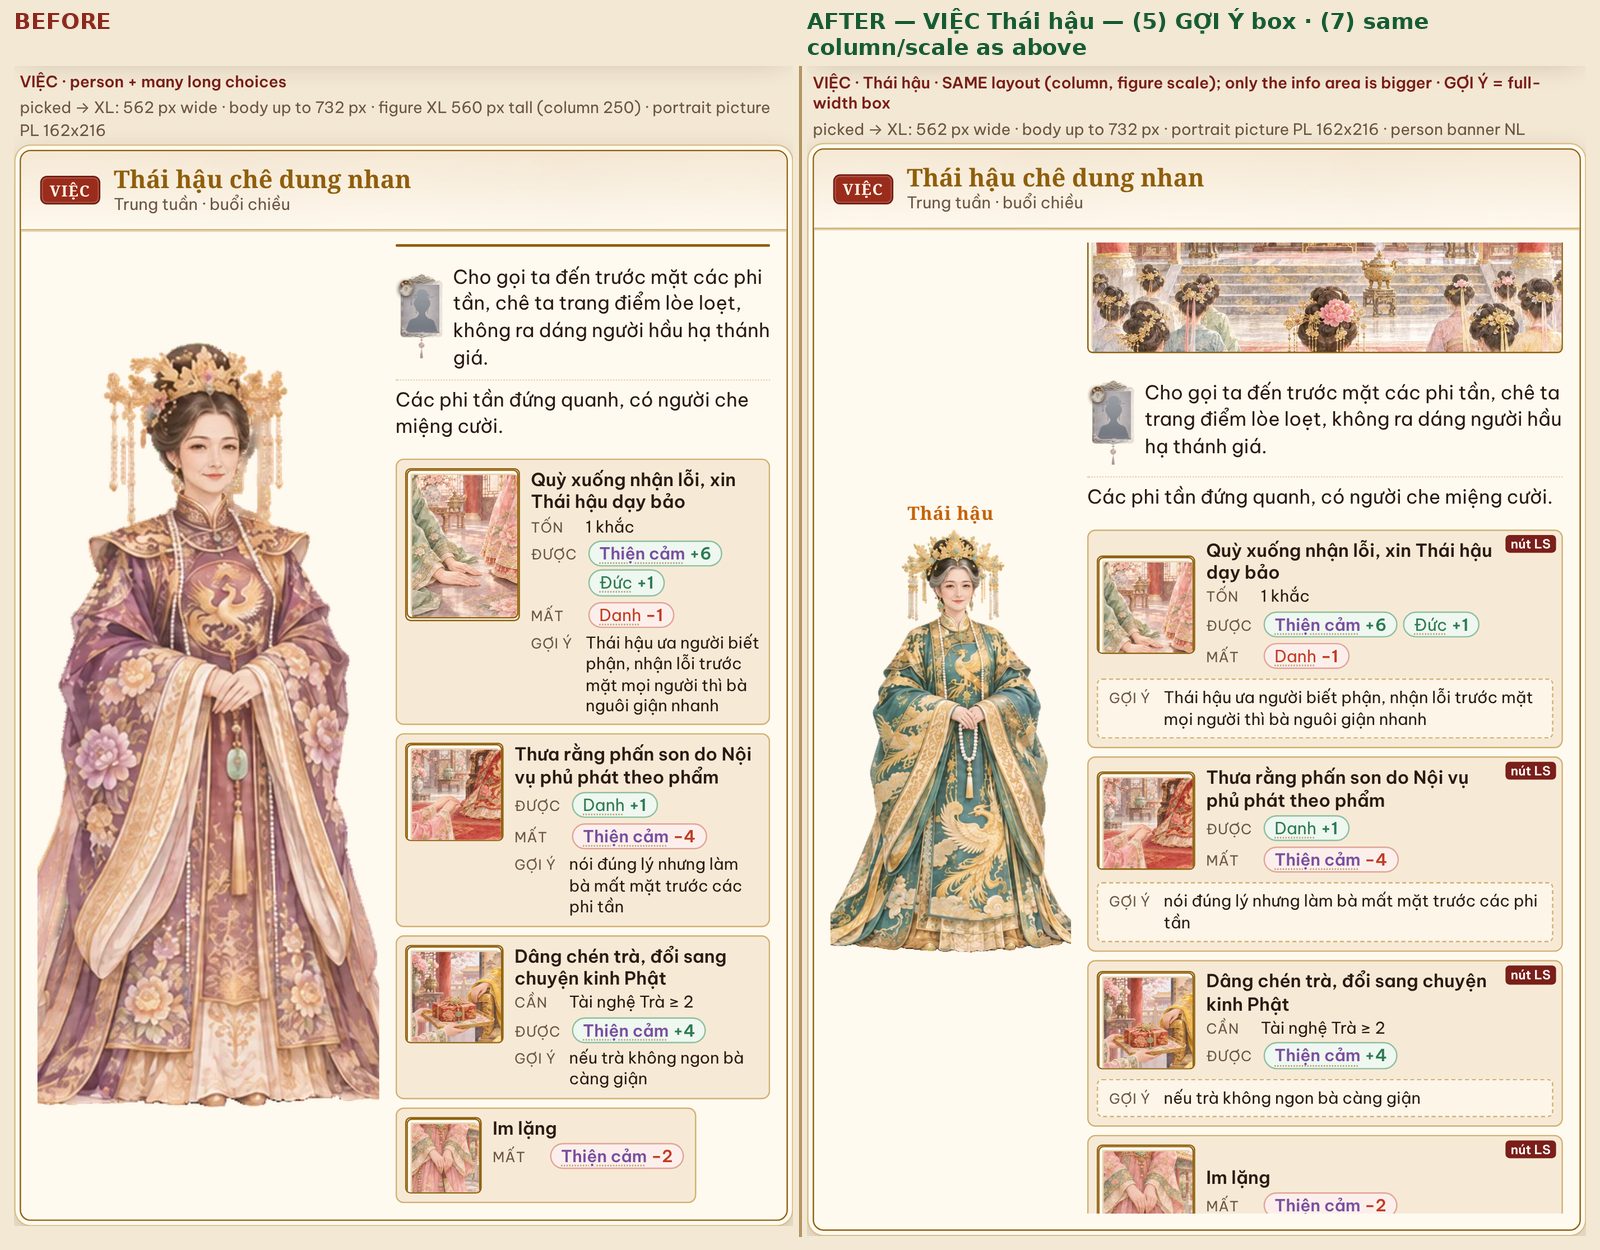 BEFORE
VIỆC · person + many long choices
picked → XL: 562 px wide · body up to 732 px · figure XL 560 px tall (column 250) · portrait picture
PL 162x216
VIỆC
Thái hậu chê dung nhan
Trung tuần · buổi chiều
Cho gọi ta đến trước mặt các phi
tần, chê ta trang điểm lòe loẹt,
không ra dáng người hầu hạ thánh
giá.
Các phi tần đứng quanh, có người che
miệng cười.
Quỳ xuống nhận lỗi, xin
Thái hậu dạy bảo
TỐN 1 khắc
ĐƯỢC Thiện cảm +6
Đức +1
MẤT Danh −1
GỢI Ý Thái hậu ưa người biết
phận, nhận lỗi trước
mặt mọi người thì bà
nguôi giận nhanh
Thưa rằng phấn son do Nội
vụ phủ phát theo phẩm
ĐƯỢC Danh +1
MẤT Thiện cảm −4
GỢI Ý nói đúng lý nhưng làm
bà mất mặt trước các
phi tần
Dâng chén trà, đổi sang
chuyện kinh Phật
CẦN Tài nghệ Trà ≥ 2
ĐƯỢC Thiện cảm +4
GỢI Ý nếu trà không ngon bà
càng giận
Im lặng
MẤT Thiện cảm −2
AFTER — VIỆC Thái hậu — (5) GỢI Ý box · (7) same
column/scale as above
VIỆC · Thái hậu · SAME layout (column, figure scale); only the info area is bigger · GỢI Ý = full-
width box
picked → XL: 562 px wide · body up to 732 px · portrait picture PL 162x216 · person banner NL
VIỆC
Thái hậu chê dung nhan
Trung tuần · buổi chiều
Thái hậu
Cho gọi ta đến trước mặt các phi tần, chê ta
trang điểm lòe loẹt, không ra dáng người hầu
hạ thánh giá.
Các phi tần đứng quanh, có người che miệng cười.
nút LS
Quỳ xuống nhận lỗi, xin Thái hậu
dạy bảo
TỐN 1 khắc
ĐƯỢC Thiện cảm +6 Đức +1
MẤT Danh −1
GỢI Ý Thái hậu ưa người biết phận, nhận lỗi trước mặt
mọi người thì bà nguôi giận nhanh
nút LS
Thưa rằng phấn son do Nội vụ
phủ phát theo phẩm
ĐƯỢC Danh +1
MẤT Thiện cảm −4
GỢI Ý nói đúng lý nhưng làm bà mất mặt trước các phi
tần
nút LS
Dâng chén trà, đổi sang chuyện
kinh Phật
CẦN Tài nghệ Trà ≥ 2
ĐƯỢC Thiện cảm +4
GỢI Ý nếu trà không ngon bà càng giận
nút LS
Im lặng
MẤT Thiện cảm −2